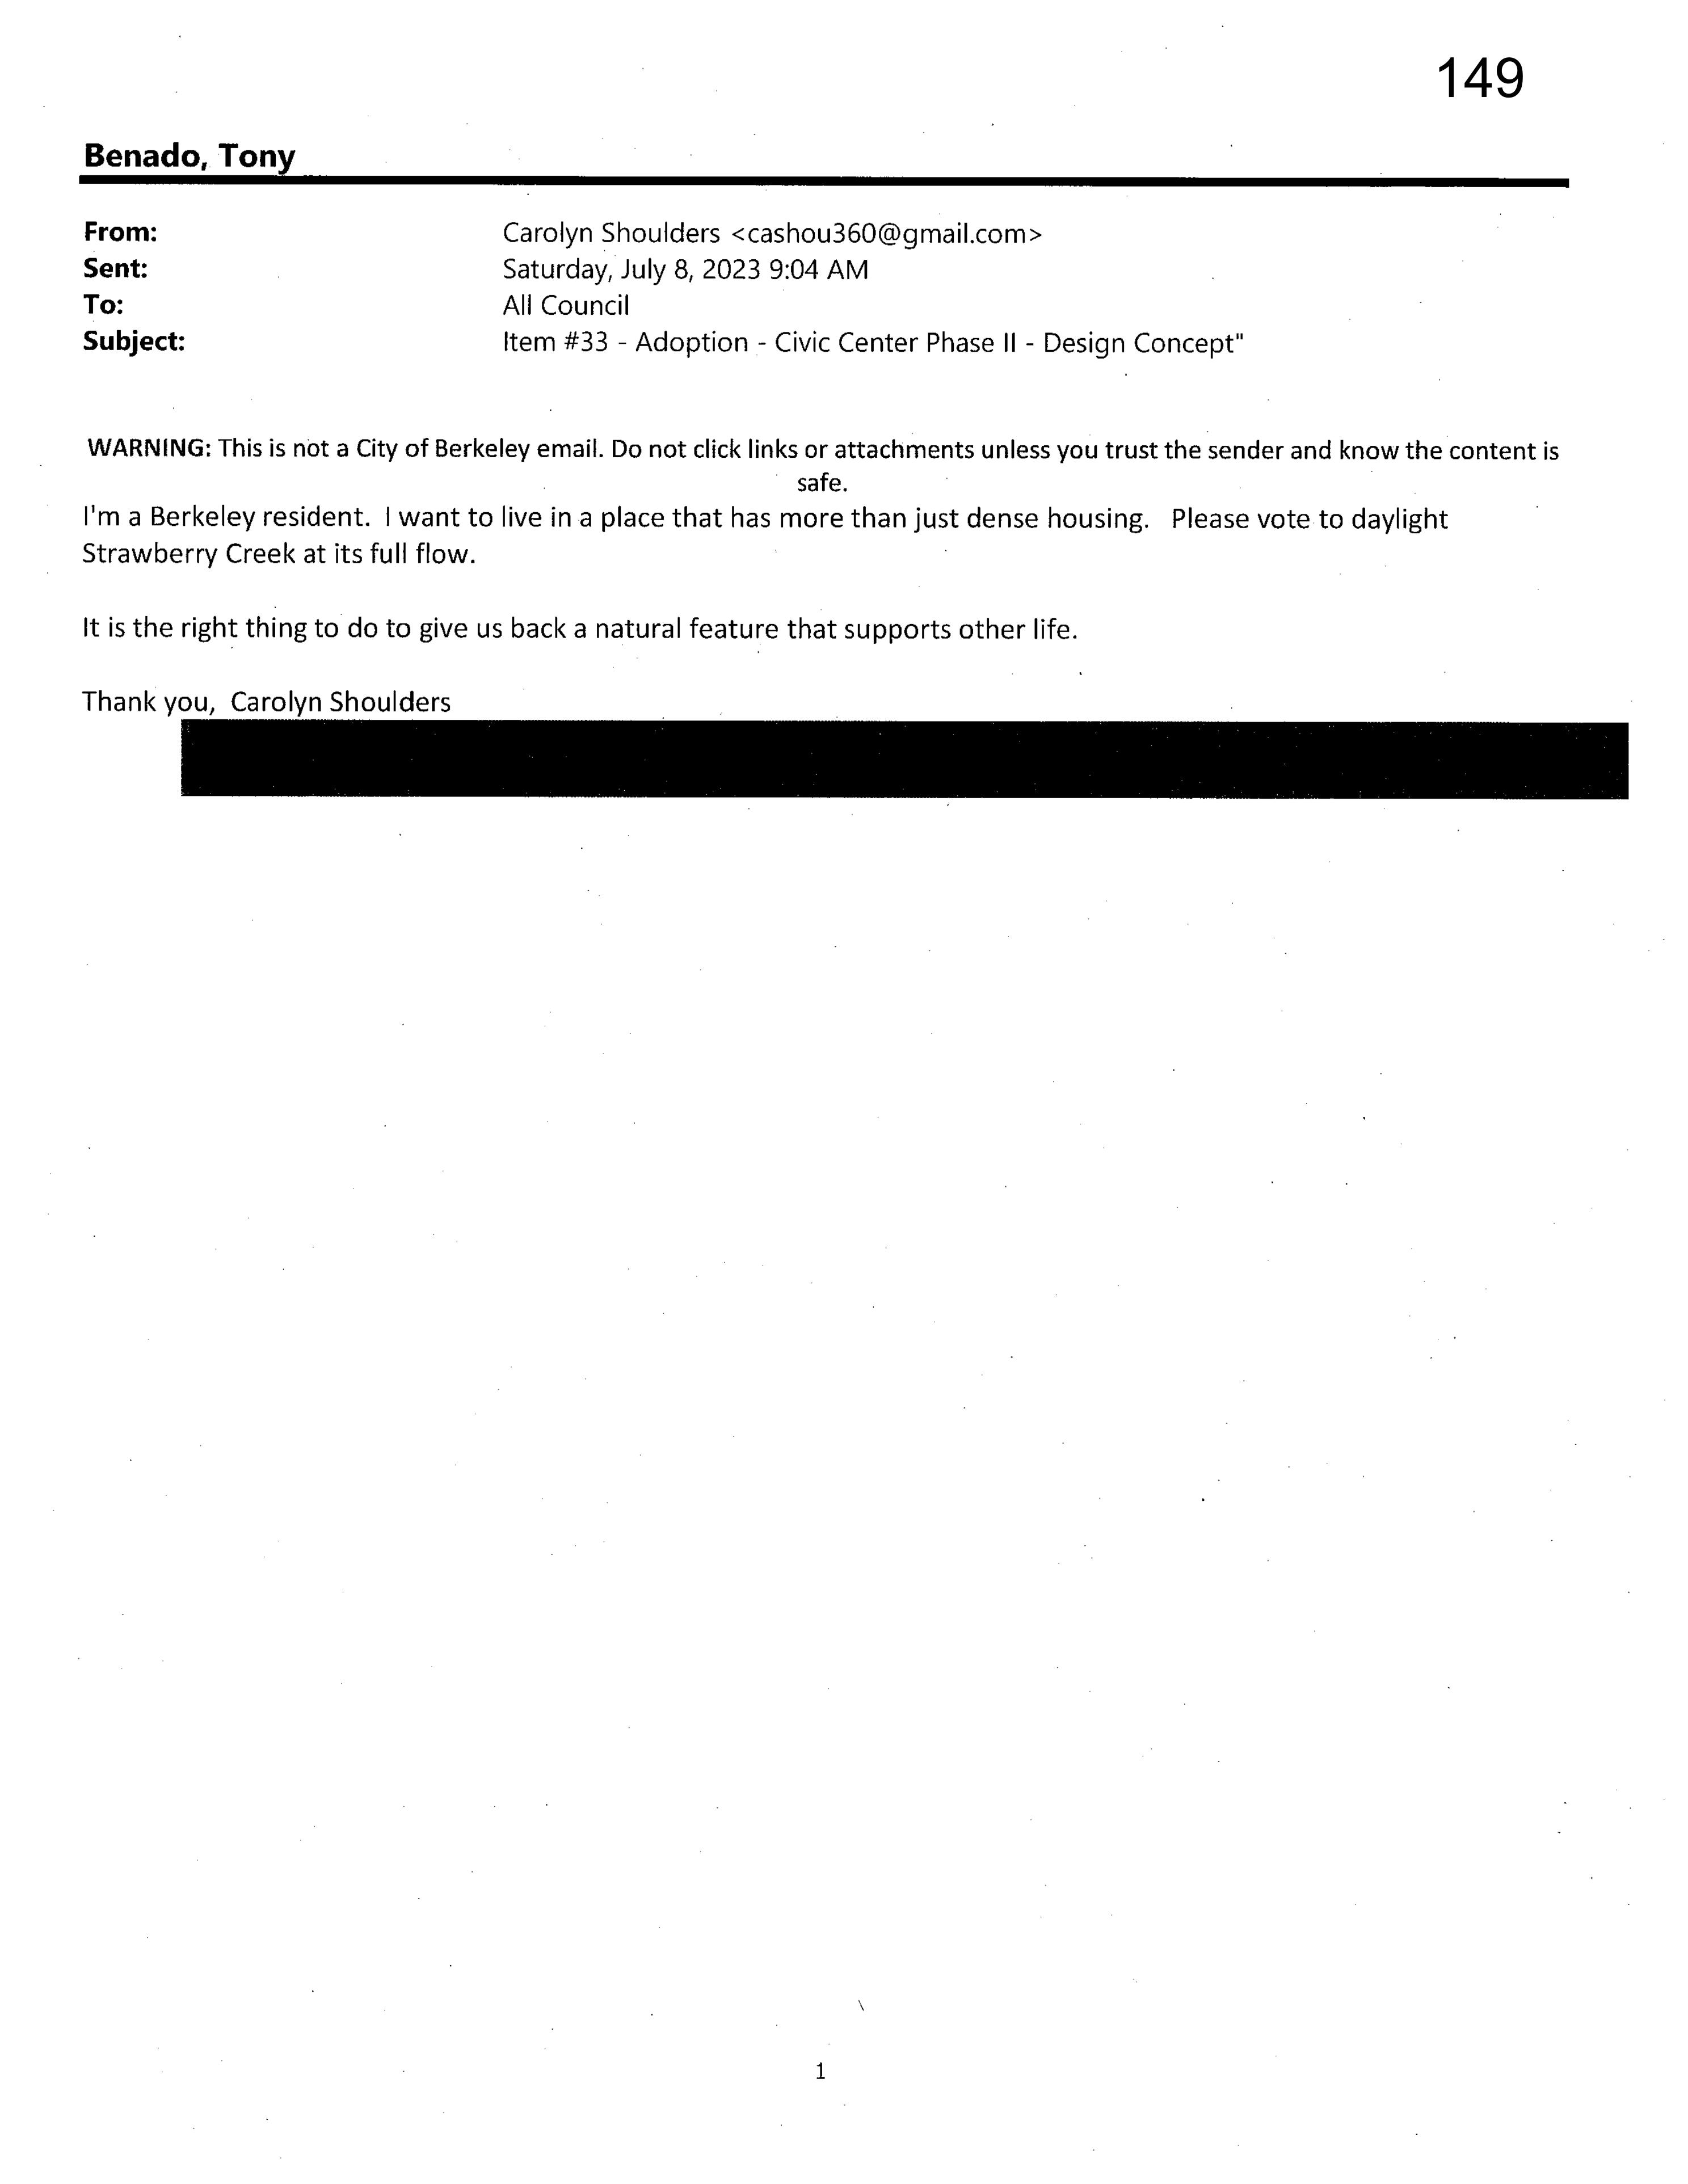 149
Benado, Tony
From: Carolyn Shoulders <cashou360@gmail.com>
Sent: Saturday, July 8, 2023 9:04 AM
To: All Council
Subject: Item #33 - Adoption - Civic Center Phase II - Design Concept"
WARNING: This is not a City of Berkeley email. Do not click links or attachments unless you trust the sender and know the content is
safe.
I'm a Berkeley resident.  I want to live in a place that has more than just dense housing.   Please vote to daylight
Strawberry Creek at its full flow.
It is the right thing to do to give us back a natural feature that supports other life.
Thank you,  Carolyn Shoulders
1